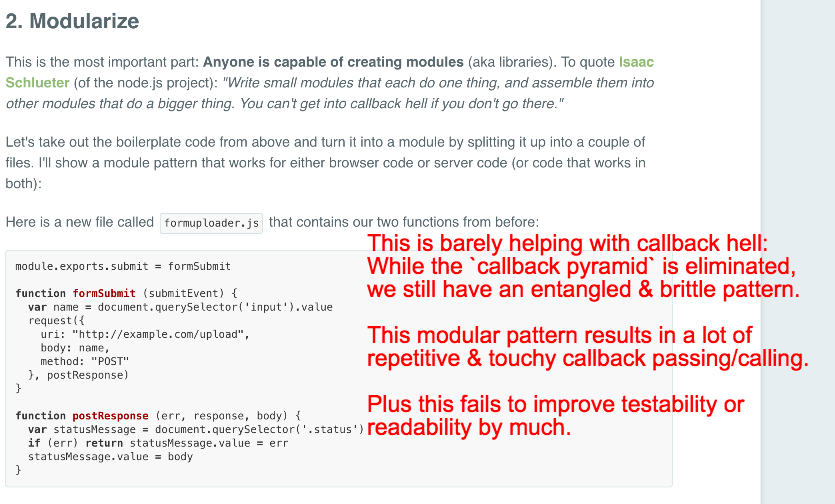 2. Modularize
This is the most important part: Anyone is capable of creating modules (aka libraries). To quote Isaac
Schlueter (of the node.js project): "Write small modules that each do one thing, and assemble them into
other modules that do a bigger thing. You can't get into callback hell if you don't go there."
Let's take out the boilerplate code from above and turn it into a module by splitting it up into a couple of
files. I'll show a module pattern that works for either browser code or server code (or code that works in
both):
Here is a new file called formuploader.js that contains our two functions from before:
module.exports.submit = formSubmit
function formSubmit (submitEvent) {
  var name = document.querySelector('input').value
  request({
    uri: "http://example.com/upload",
    body: name,
    method: "POST"
  }, postResponse)
}
function postResponse (err, response, body) {
  var statusMessage = document.querySelector('.status')
  if (err) return statusMessage.value = err
  statusMessage.value = body
}
This is barely helping with callback hell:
While the `callback pyramid` is eliminated,
we still have an entangled & brittle pattern.
This modular pattern results in a lot of
repetitive & touchy callback passing/calling.
Plus this fails to improve testability or
readability by much.